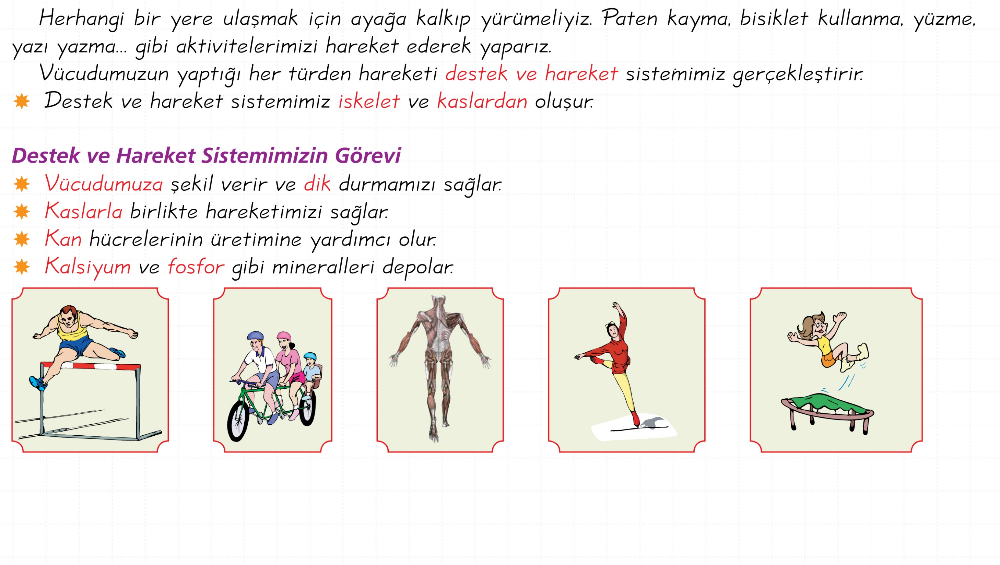 Herhangi bir yere ulaşmak için ayağa kalkıp yürümeliyiz. Paten kayma, bisiklet kullanma, yüzme,
yazı yazma... gibi aktivitelerimizi hareket ederek yaparız.
Vücudumuzun yaptığı her türden hareketi destek ve hareket sistemimiz gerçekleştirir.
Destek ve hareket sistemimiz iskelet ve kaslardan oluşur.
Destek ve Hareket Sistemimizin Görevi
Vücudumuza şekil verir ve dik durmamızı sağlar.
Kaslarla birlikte hareketimizi sağlar.
Kan hücrelerinin üretimine yardımcı olur.
Kalsiyum ve fosfor gibi mineralleri depolar.